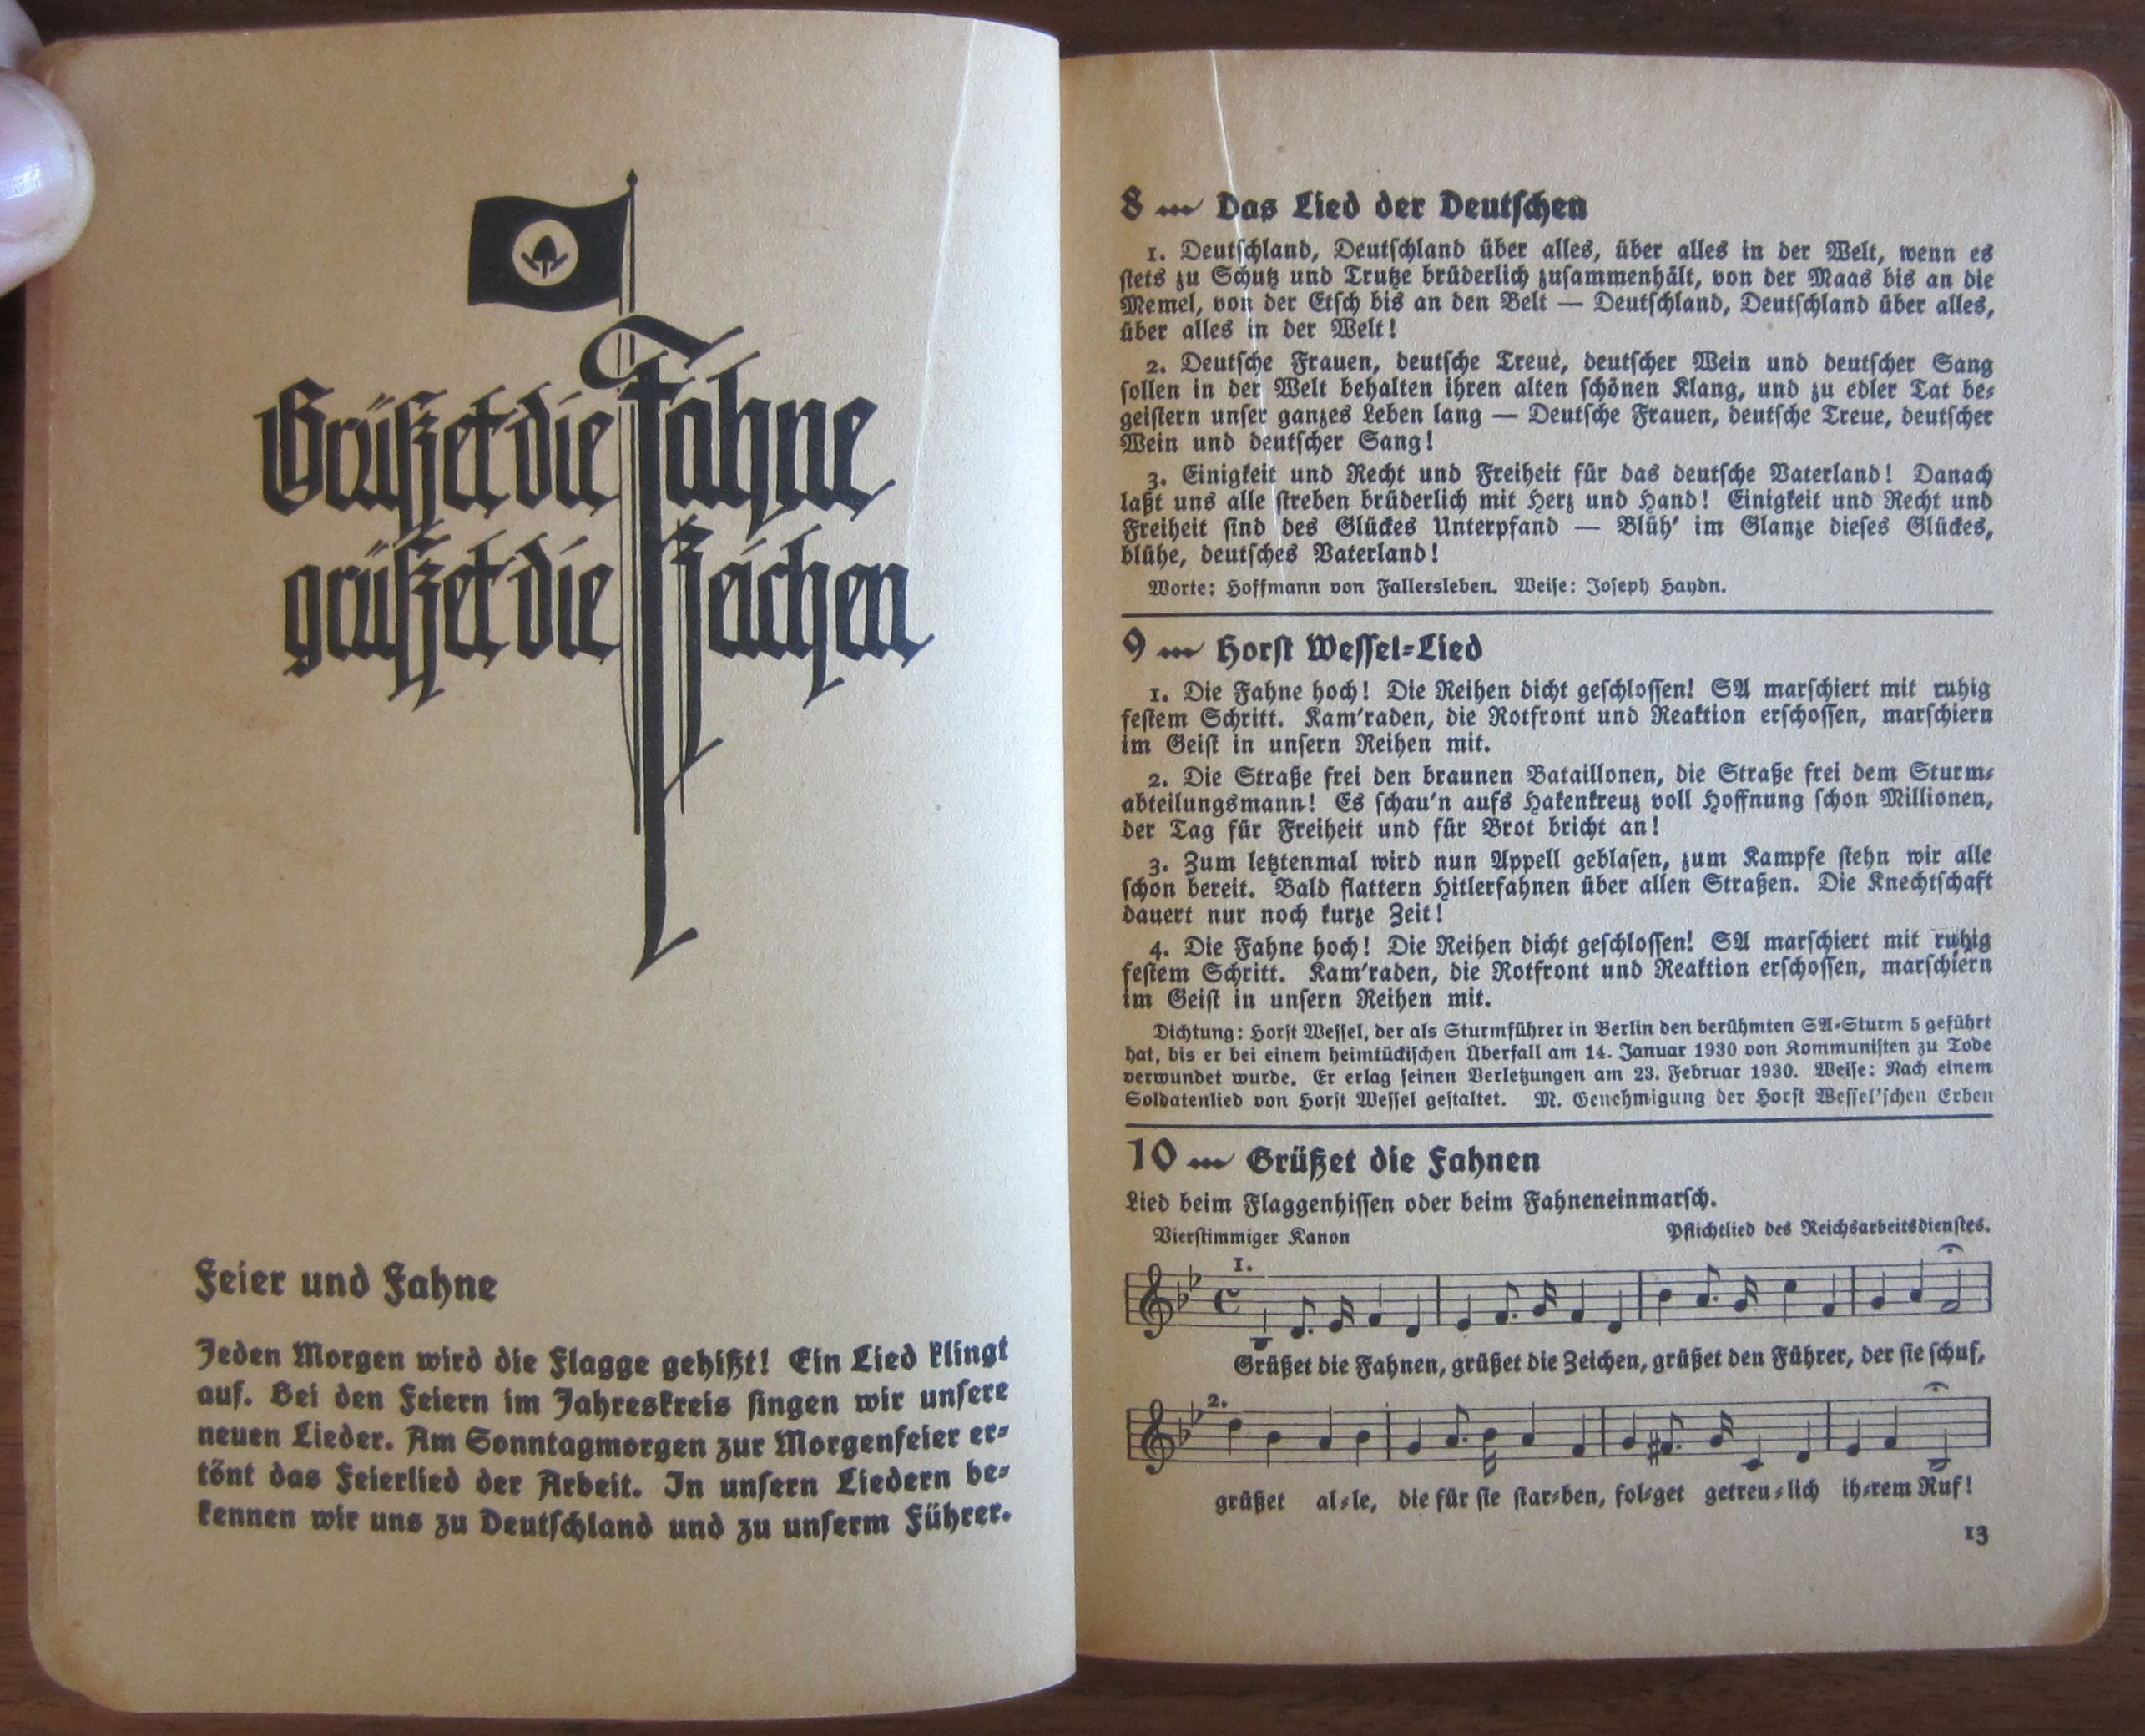 Grüßet die Fahne
grüßet die Zeichen
Feier und Fahne
Jeden Morgen wird die Flagge gehißt! Ein Lied klingt
auf. Bei den Feiern im Jahreskreis singen wir unsere
neuen Lieder. Am Sonntagmorgen zur Morgenfeier er-
tönt das Feierlied der Arbeit. In unsern Liedern be-
kennen wir uns zu Deutschland und zu unserm Führer.
8 Das Lied der Deutschen
1. Deutschland, Deutschland über alles, über alles in der Welt, wenn es
stets zu Schutz und Trutze brüderlich zusammenhält, von der Maas bis an die
Memel, von der Etsch bis an den Belt — Deutschland, Deutschland über alles,
über alles in der Welt!
2. Deutsche Frauen, deutsche Treue, deutscher Wein und deutscher Sang
sollen in der Welt behalten ihren alten schönen Klang, und zu edler Tat be-
geistern unser ganzes Leben lang — Deutsche Frauen, deutsche Treue, deutscher
Wein und deutscher Sang!
3. Einigkeit und Recht und Freiheit für das deutsche Vaterland! Danach
laßt uns alle streben brüderlich mit Herz und Hand! Einigkeit und Recht und
Freiheit sind des Glückes Unterpfand — Blüh' im Glanze dieses Glückes,
blühe, deutsches Vaterland!
Worte: Hoffmann von Fallersleben. Weise: Joseph Haydn.
9 Horst Wessel-Lied
1. Die Fahne hoch! Die Reihen dicht geschlossen! SA marschiert mit ruhig
festem Schritt. Kam'raden, die Rotfront und Reaktion erschossen, marschiern
im Geist in unsern Reihen mit.
2. Die Straße frei den braunen Bataillonen, die Straße frei dem Sturm-
abteilungsmann! Es schau'n aufs Hakenkreuz voll Hoffnung schon Millionen,
der Tag für Freiheit und für Brot bricht an!
3. Zum letztenmal wird nun Appell geblasen, zum Kampfe stehn wir alle
schon bereit. Bald flattern Hitlerfahnen über allen Straßen. Die Knechtschaft
dauert nur noch kurze Zeit!
4. Die Fahne hoch! Die Reihen dicht geschlossen! SA marschiert mit ruhig
festem Schritt. Kam'raden, die Rotfront und Reaktion erschossen, marschiern
im Geist in unsern Reihen mit.
Dichtung: Horst Wessel, der als Sturmführer in Berlin den berühmten SA-Sturm 5 geführt
hat, bis er bei einem heimtückischen Überfall am 14. Januar 1930 von Kommunisten zu Tode
verwundet wurde. Er erlag seinen Verletzungen am 23. Februar 1930. Weise: Nach einem
Soldatenlied von Horst Wessel gestaltet. M. Genehmigung der Horst Wessel'schen Erben
10 Grüßet die Fahnen
Lied beim Flaggenhissen oder beim Fahneneinmarsch.
Vierstimmiger Kanon Pflichtlied des Reichsarbeitsdienstes.
1.
Grüßet die Fahnen, grüßet die Zeichen, grüßet den Führer, der sie schuf,
2.
grüßet al-le, die für sie star-ben, fol-get getreu-lich ih-rem Ruf!
13